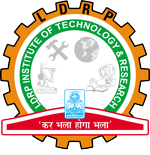 LDRP
LDRP INSTITUTE OF TECHNOLOGY & RESEARCH
'कर भला होगा भला'